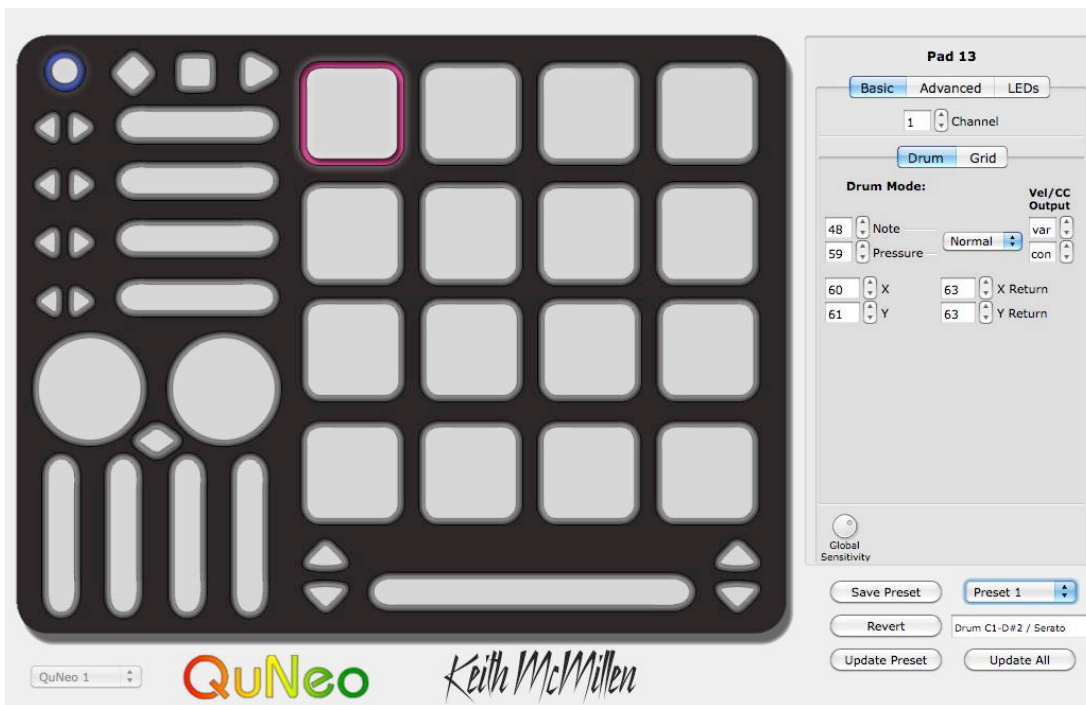 Pad 13
Basic Advanced LEDs
1 Channel
Drum Grid
Drum Mode:
Vel/CC
Output
48 Note
Normal
var
59 Pressure
con
60 X 63 X Return
61 Y 63 Y Return
Global
Sensitivity
Save Preset Preset 1
Revert Drum C1-D#2 / Serato
Update Preset Update All
QuNeo 1
QuNeo
Keith McMillen